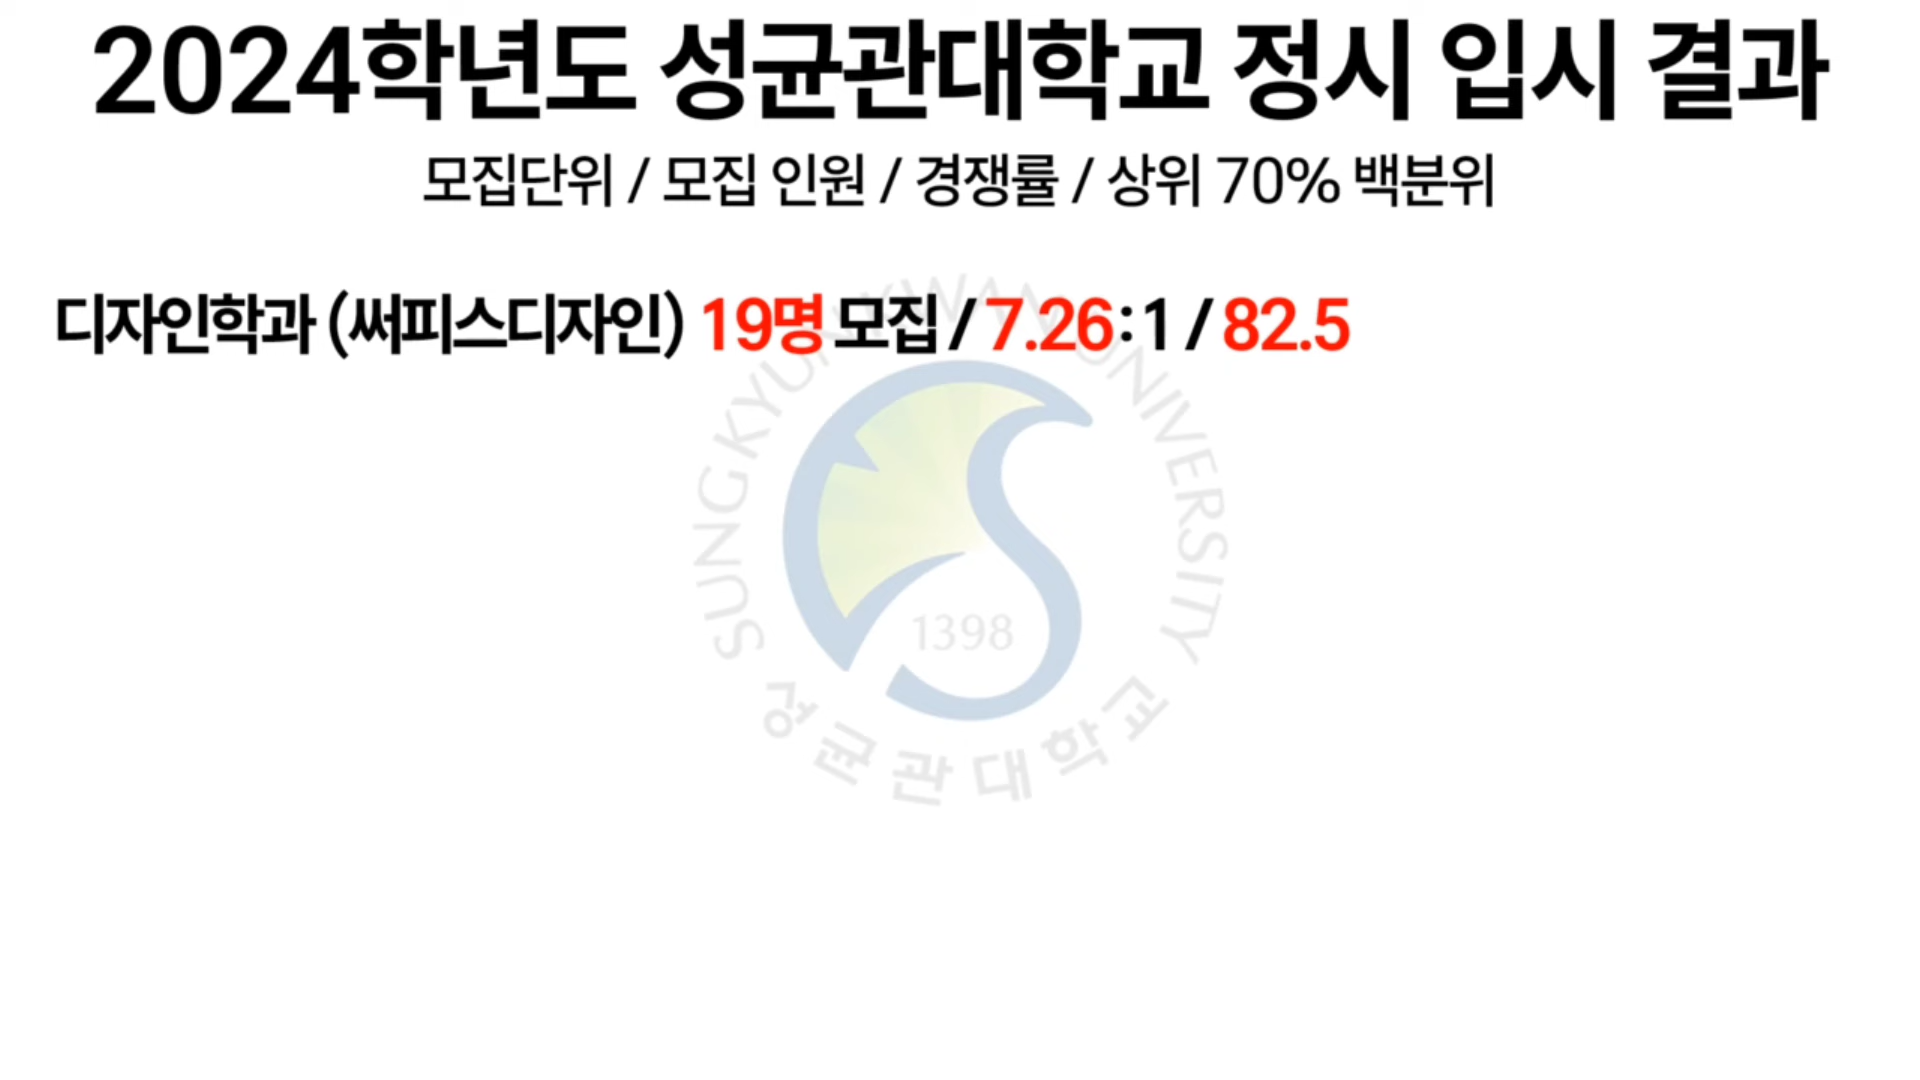 2024학년도 성균관대학교 정시 입시 결과
모집단위 / 모집 인원 / 경쟁률 / 상위 70% 백분위
디자인학과 (써피스디자인) 19명 모집 / 7.26:1 / 82.5
SUNGKYUNKWAN UNIVERSITY
1398
성균관대학교